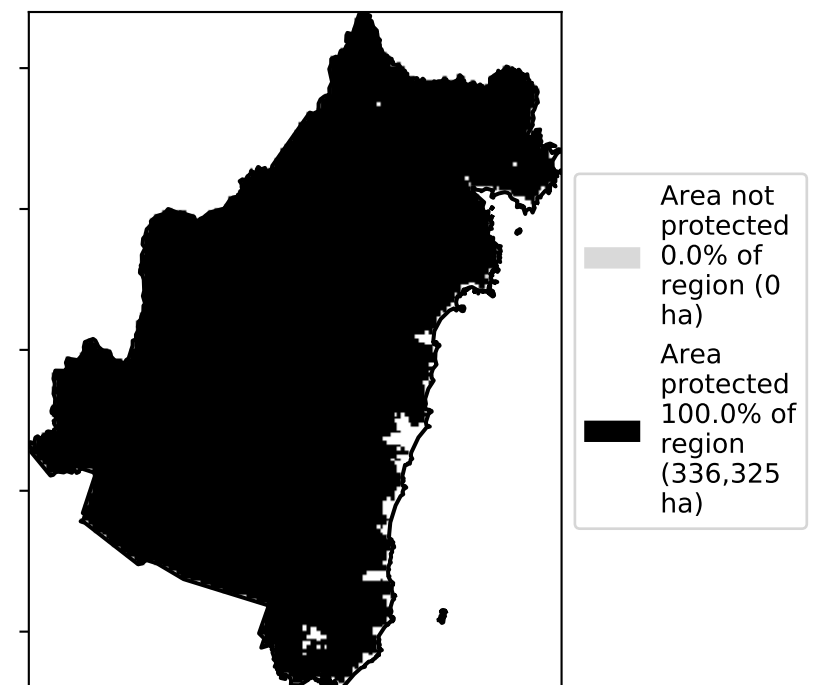 Area not
protected
0.0% of
region (0
ha)
Area
protected
100.0% of
region
(336,325
ha)